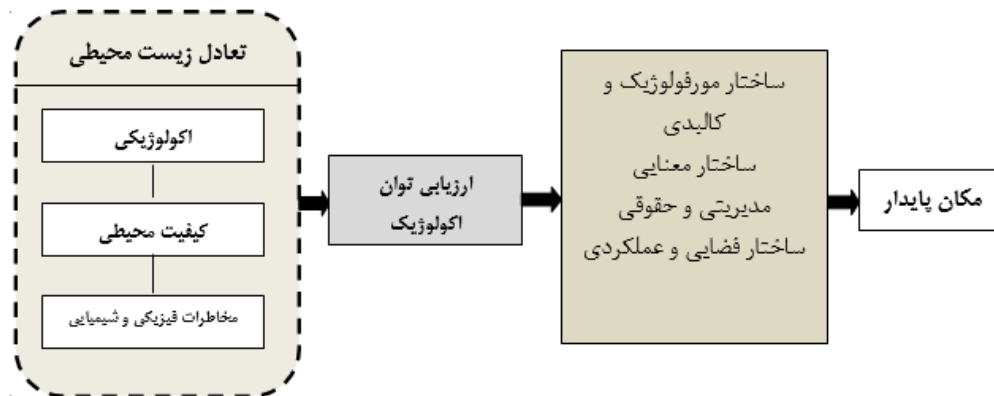 تعادل زیست محیطی
اکولوژیکی
کیفیت محیطی
مخاطرات فیزیکی و شیمیایی
ارزیابی توان
اکولوژیک
ساختار مورفولوژیک و
کالبدی
ساختار معنایی
مدیریتی و حقوقی
ساختار فضایی و عملکردی
مکان پایدار